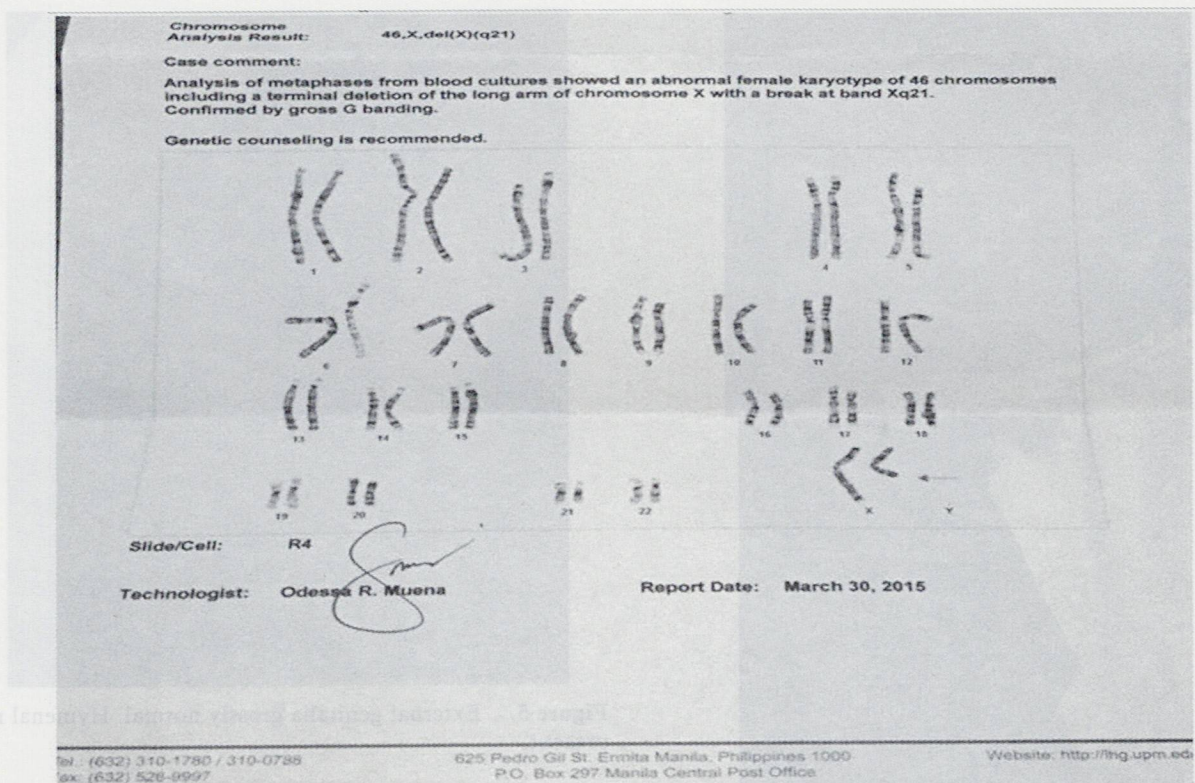 Chromosome
Analysis Result: 46,X,del(X)(q21)
Case comment:
Analysis of metaphases from blood cultures showed an abnormal female karyotype of 46 chromosomes
including a terminal deletion of the long arm of chromosome X with a break at band Xq21.
Confirmed by gross G banding.
Genetic counseling is recommended.
1 2 3 4 5
6 7 8 9 10 11 12
13 14 15 16 17 18
19 20 21 22 X Y
Slide/Cell: R4
Technologist: Odessa R. Muena Report Date: March 30, 2015
Figure 5. External genitalia grossly normal. Hymenal
Tel.: (632) 310-1780 / 310-0788 625 Pedro Gil St. Ermita Manila, Philippines 1000 Website: http://ihg.upm.ed
Fax: (632) 526-9997 P.O. Box 297 Manila Central Post Office